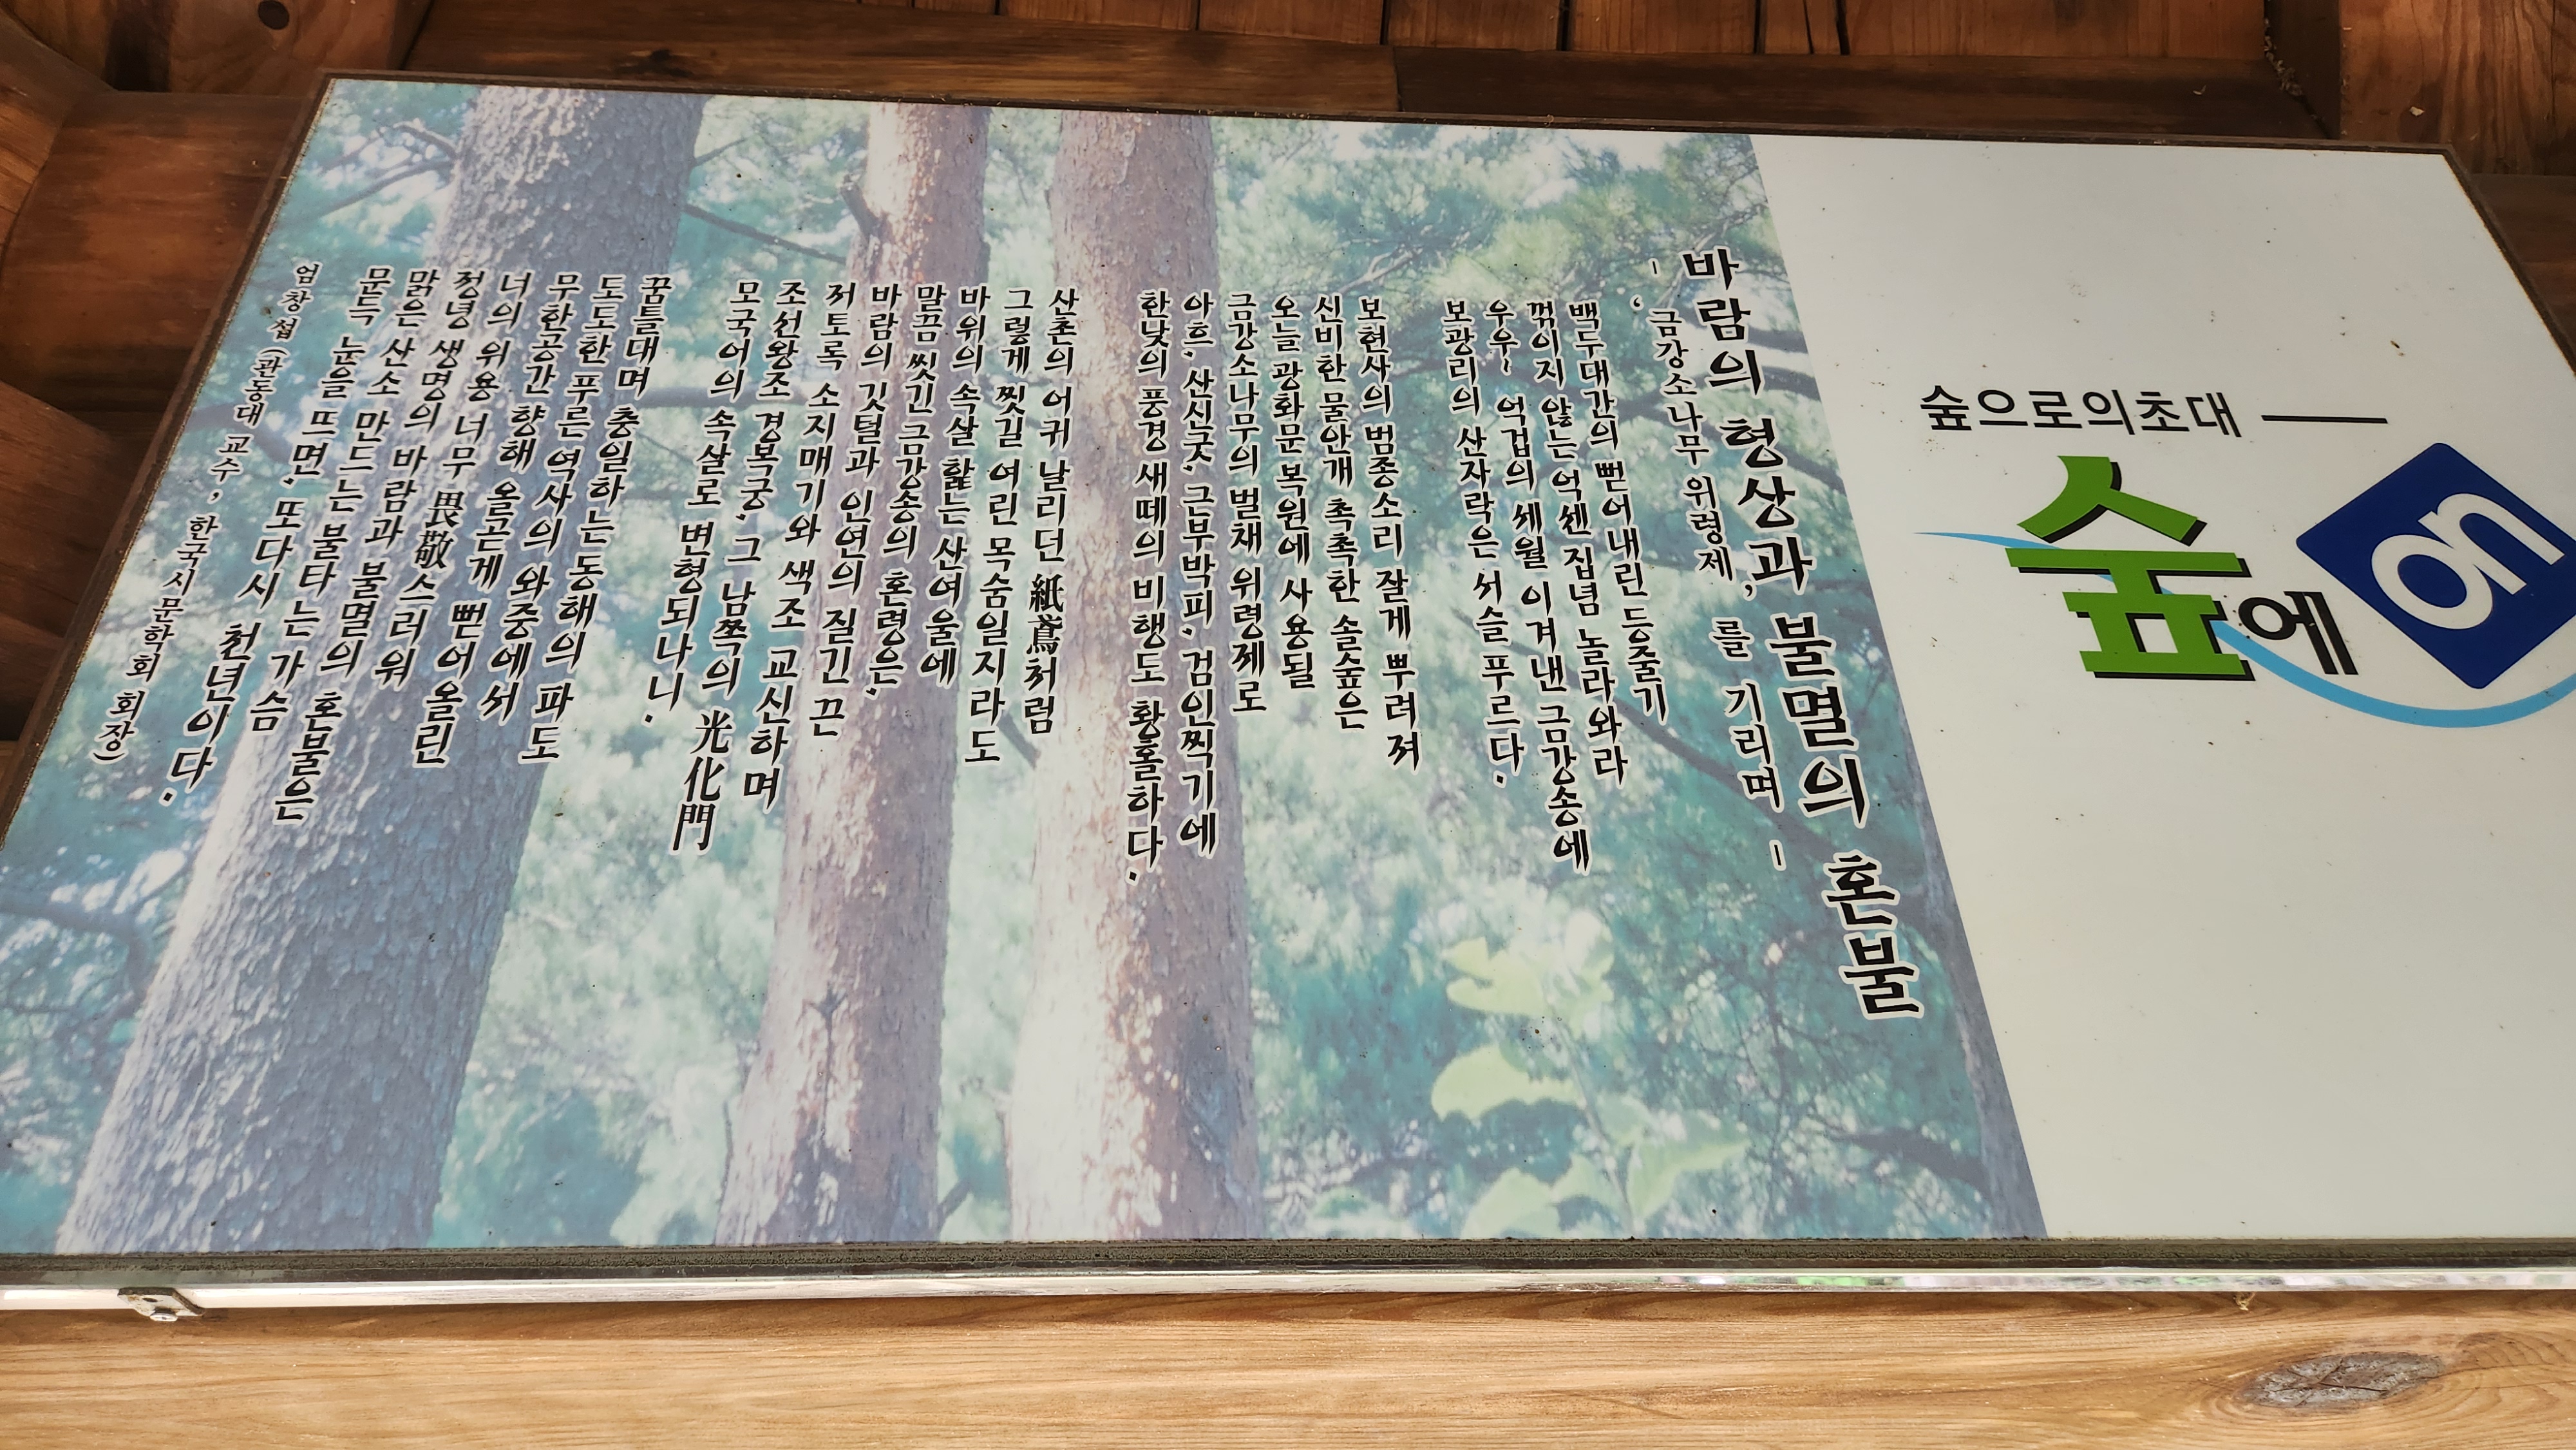 숲으로의초대
숲에on
바람의 형상과 불멸의 혼불
- ‘금강소나무 위령제’를 기리며 -
백두대간의 뻗어내린 등줄기
꺾이지 않는 억센 집념 놀라와라
우우~ 억겁의 세월 이겨낸 금강송에
보광리의 산자락은 서슬 푸르다.
보현사의 범종소리 잘게 뿌려져
신비한 물안개 촉촉한 솔숲은
오늘 광화문 복원에 사용될
금강소나무의 벌채 위령제로
아흐, 산신굿, 근부박피, 검인찍기에
한낮의 풍경 새떼의 비행도 황홀하다.
산촌의 어귀 날리던 紙鳶처럼
그렇게 찢길 여린 목숨일지라도
바위의 속살 핥는 산여울에
말끔 씻긴 금강송의 혼령은,
바람의 깃털과 인연의 질긴 끈
저토록 소지매기와 색조 교신하며
조선왕조 경복궁, 그 남쪽의 光化門
모국어의 속살로 변형되나니.
꿈틀대며 충일하는 동해의 파도
도도한 푸른 역사의 와중에서
무한공간 향해 올곧게 뻗어올린
너의 위용 너무 畏敬스러워
정녕 생명의 바람과 불멸의 혼불은
맑은 산소 만드는 불타는 가슴
문득 눈을 뜨면, 또다시 천년이다.
엄창섭(관동대 교수, 한국시문학회 회장)